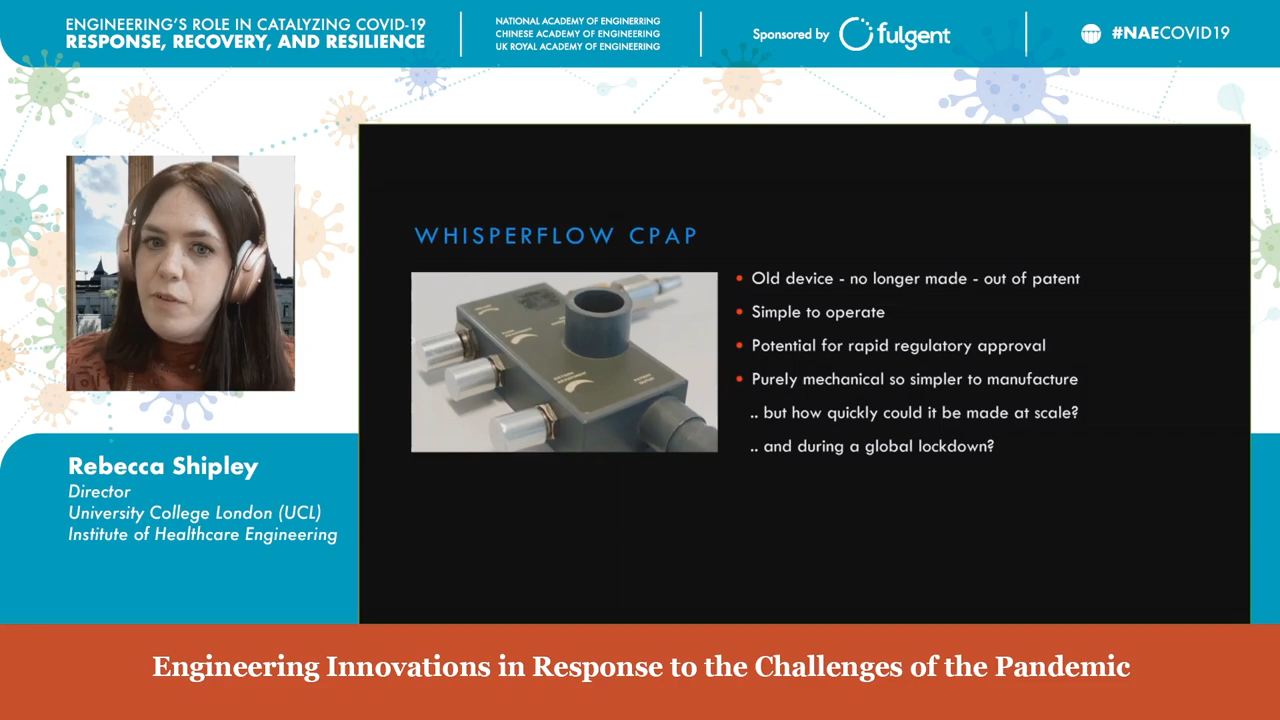 ENGINEERING'S ROLE IN CATALYZING COVID-19
RESPONSE, RECOVERY, AND RESILIENCE
NATIONAL ACADEMY OF ENGINERRING
CHINESE ACADEMY OF ENGINEERING
UK ROYAL ACADEMY OF ENGINEERING
Sponsored by fulgent
#NAECOVID19
WHISPERFLOW CPAP
• Old device - no longer made - out of patent
• Simple to operate
• Potential for rapid regulatory approval
• Purely mechanical so simpler to manufacture
.. but how quickly could it be made at scale?
.. and during a global lockdown?
Rebecca Shipley
Director
University College London (UCL)
Institute of Healthcare Engineering
Engineering Innovations in Response to the Challenges of the Pandemic